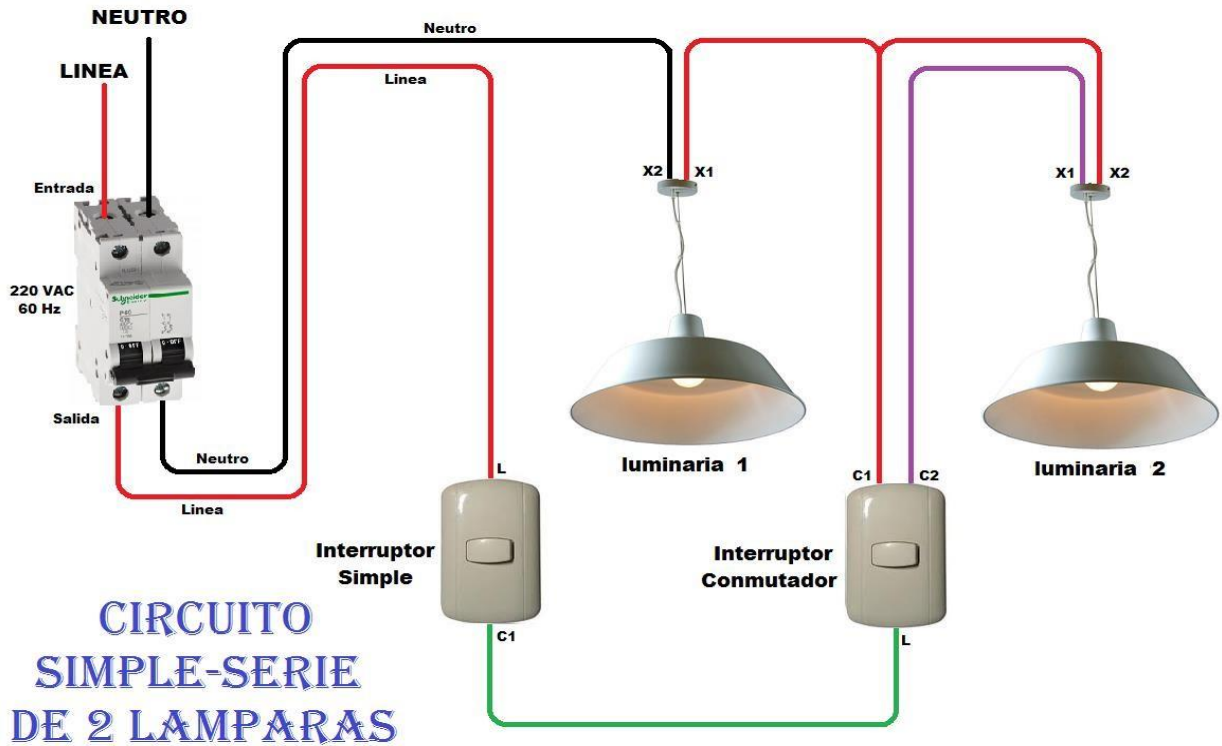 NEUTRO
LINEA
Neutro
Linea
Entrada
X2 X1
X1 X2
220 VAC
60 Hz
Schneider
Salida
Neutro
Linea
luminaria 1
luminaria 2
L
C1 C2
Interruptor
Simple
Interruptor
Conmutador
C1
L
CIRCUITO
SIMPLE-SERIE
DE 2 LAMPARAS